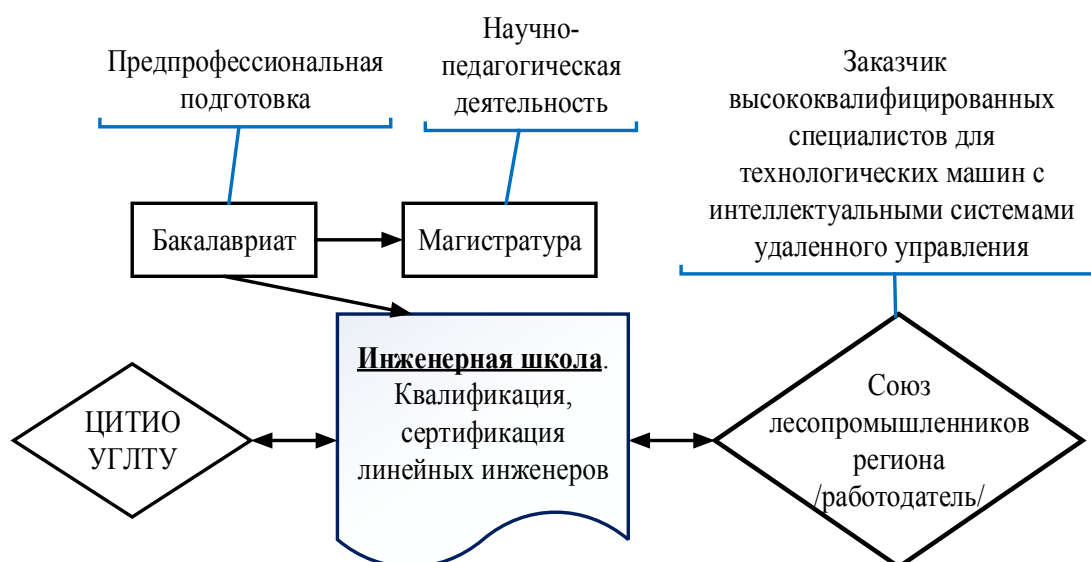 Предпрофессиональная
подготовка
Научно-
педагогическая
деятельность
Заказчик
высококвалифицированных
специалистов для
технологических машин с
интеллектуальными системами
удаленного управления
Бакалавриат
Магистратура
Инженерная школа.
Квалификация,
сертификация
линейных инженеров
ЦИТИО
УГЛТУ
Союз
лесопромышленников
региона
/работодатель/